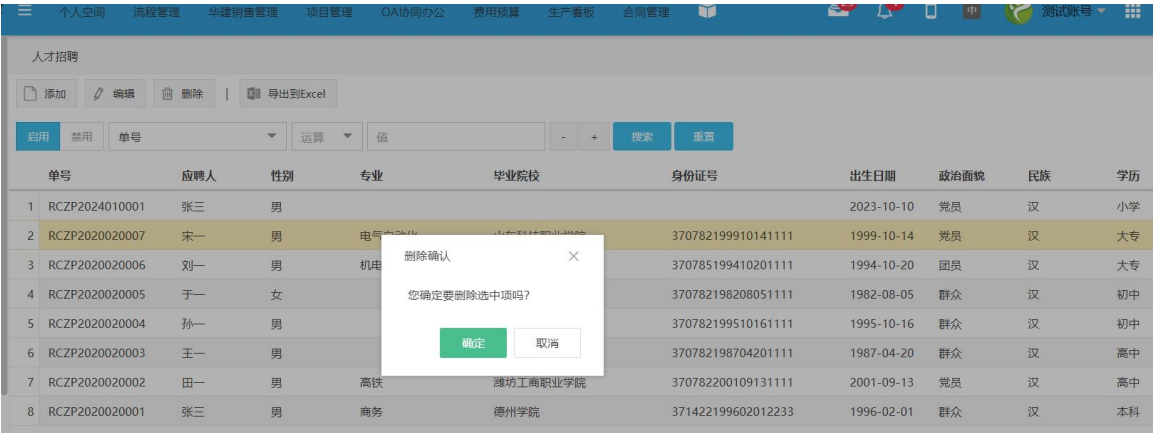 个人空间 流程管理 华建销售管理 项目管理 OA协同办公 费用预算 生产看板 合同管理 中 测试账号
人才招聘
添加 编辑 删除 | 导出到Excel
启用 禁用 单号 运算 值 - + 搜索 重置
单号 应聘人 性别 专业 毕业院校 身份证号 出生日期 政治面貌 民族 学历
1 RCZP2024010001 张三 男 2023-10-10 党员 汉 小学
2 RCZP2020020007 宋一 男 电气自动化 山东科技职业学院 370782199910141111 1999-10-14 党员 汉 大专
3 RCZP2020020006 刘一 男 机电 370785199410201111 1994-10-20 团员 汉 大专
删除确认
4 RCZP2020020005 于一 女 370782198208051111 1982-08-05 群众 汉 初中
您确定要删除选中项吗?
5 RCZP2020020004 孙一 男 370782199510161111 1995-10-16 群众 汉 初中
6 RCZP2020020003 王一 男 370782198704201111 1987-04-20 群众 汉 高中
确定 取消
7 RCZP2020020002 田一 男 高铁 潍坊工商职业学院 370782200109131111 2001-09-13 党员 汉 高中
8 RCZP2020020001 张三 男 商务 德州学院 371422199602012233 1996-02-01 群众 汉 本科